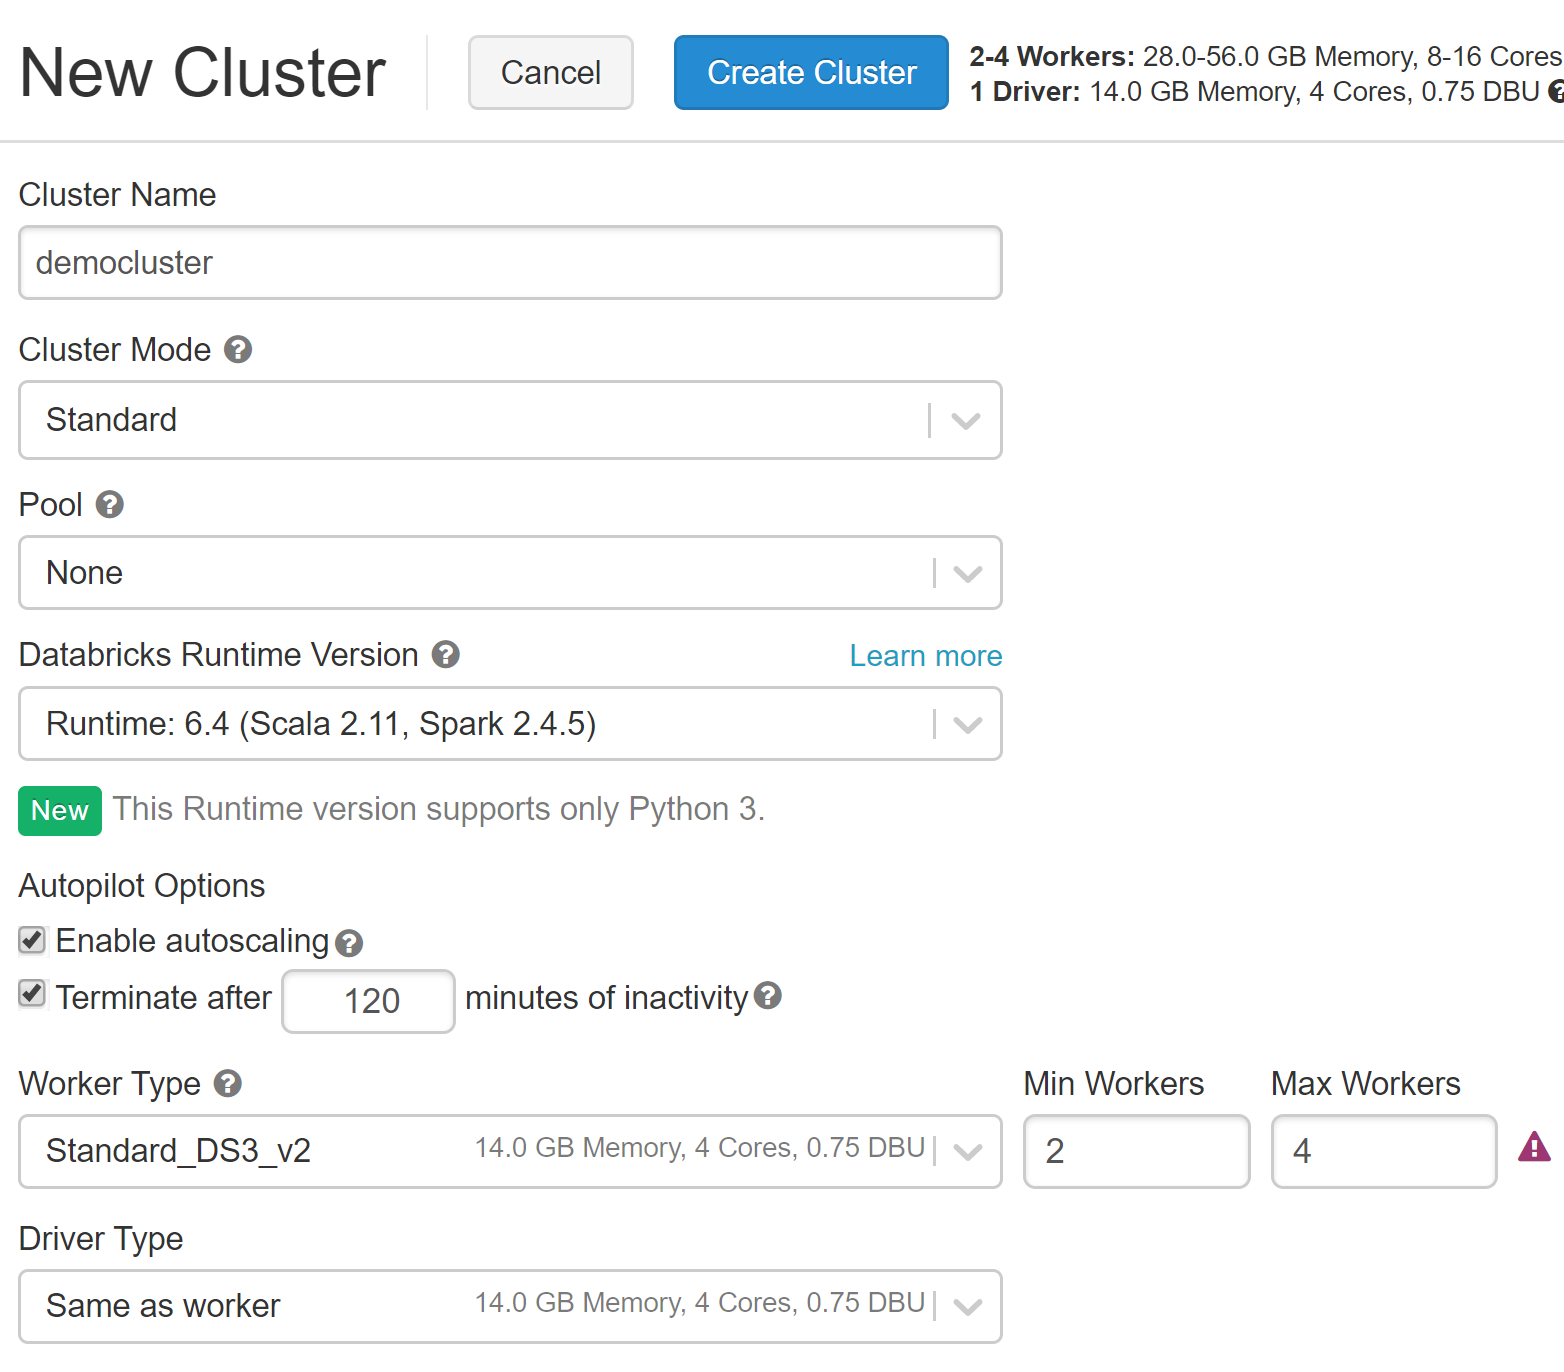 New Cluster
Cancel
Create Cluster
2-4 Workers: 28.0-56.0 GB Memory, 8-16 Cores
1 Driver: 14.0 GB Memory, 4 Cores, 0.75 DBU
Cluster Name
democluster
Cluster Mode
Standard
Pool
None
Databricks Runtime Version
Learn more
Runtime: 6.4 (Scala 2.11, Spark 2.4.5)
New This Runtime version supports only Python 3.
Autopilot Options
Enable autoscaling
Terminate after 120 minutes of inactivity
Worker Type
Min Workers
Max Workers
Standard_DS3_v2 14.0 GB Memory, 4 Cores, 0.75 DBU
2
4
Driver Type
Same as worker 14.0 GB Memory, 4 Cores, 0.75 DBU